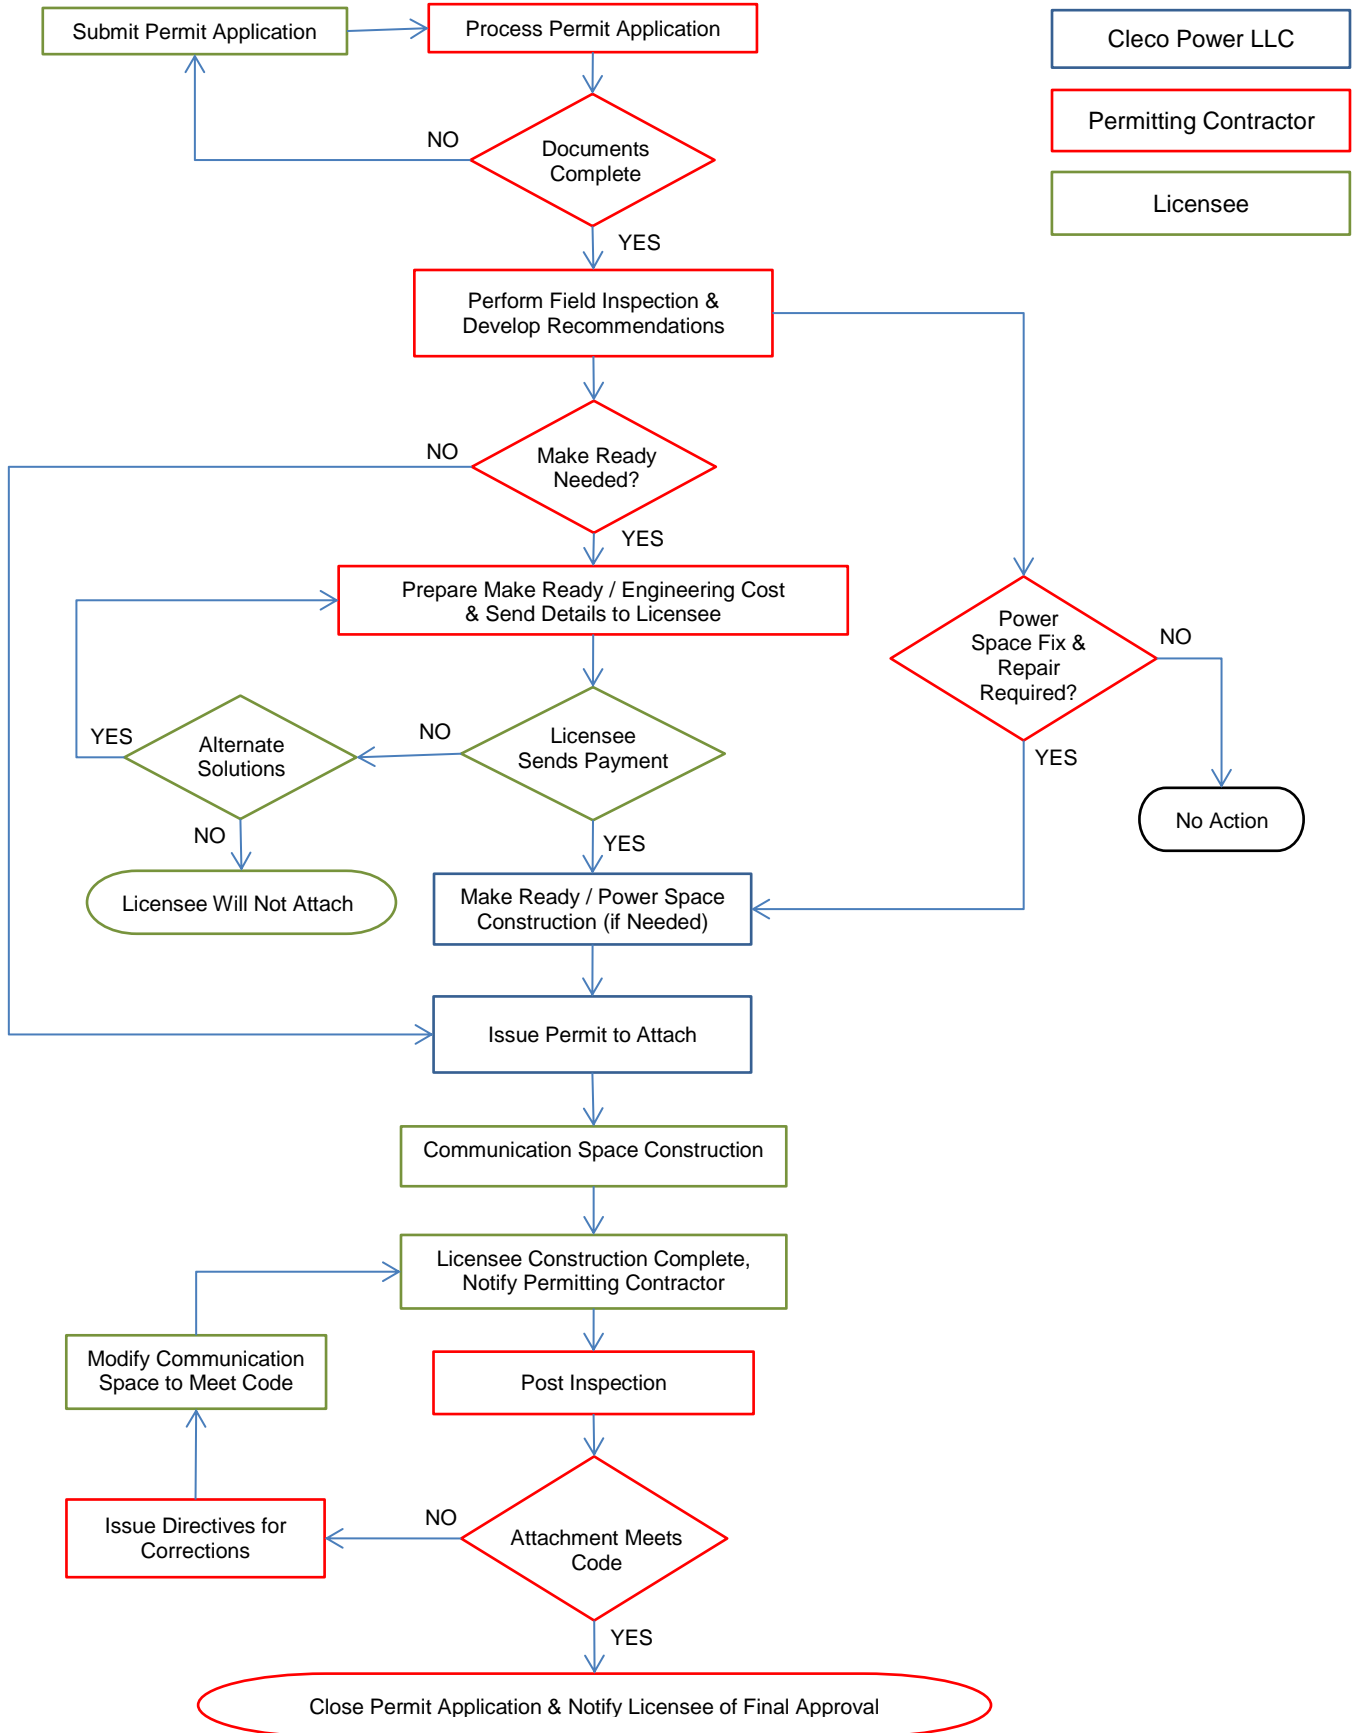 Submit Permit Application
Process Permit Application
Cleco Power LLC
Permitting Contractor
Licensee
NO
Documents
Complete
YES
Perform Field Inspection &
Develop Recommendations
NO
Make Ready
Needed?
YES
Prepare Make Ready / Engineering Cost
& Send Details to Licensee
Power
Space Fix &
Repair
Required?
NO
YES
No Action
YES
Alternate
Solutions
NO
Licensee
Sends Payment
NO
YES
Licensee Will Not Attach
Make Ready / Power Space
Construction (if Needed)
Issue Permit to Attach
Communication Space Construction
Licensee Construction Complete,
Notify Permitting Contractor
Modify Communication
Space to Meet Code
Post Inspection
Issue Directives for
Corrections
NO
Attachment Meets
Code
YES
Close Permit Application & Notify Licensee of Final Approval